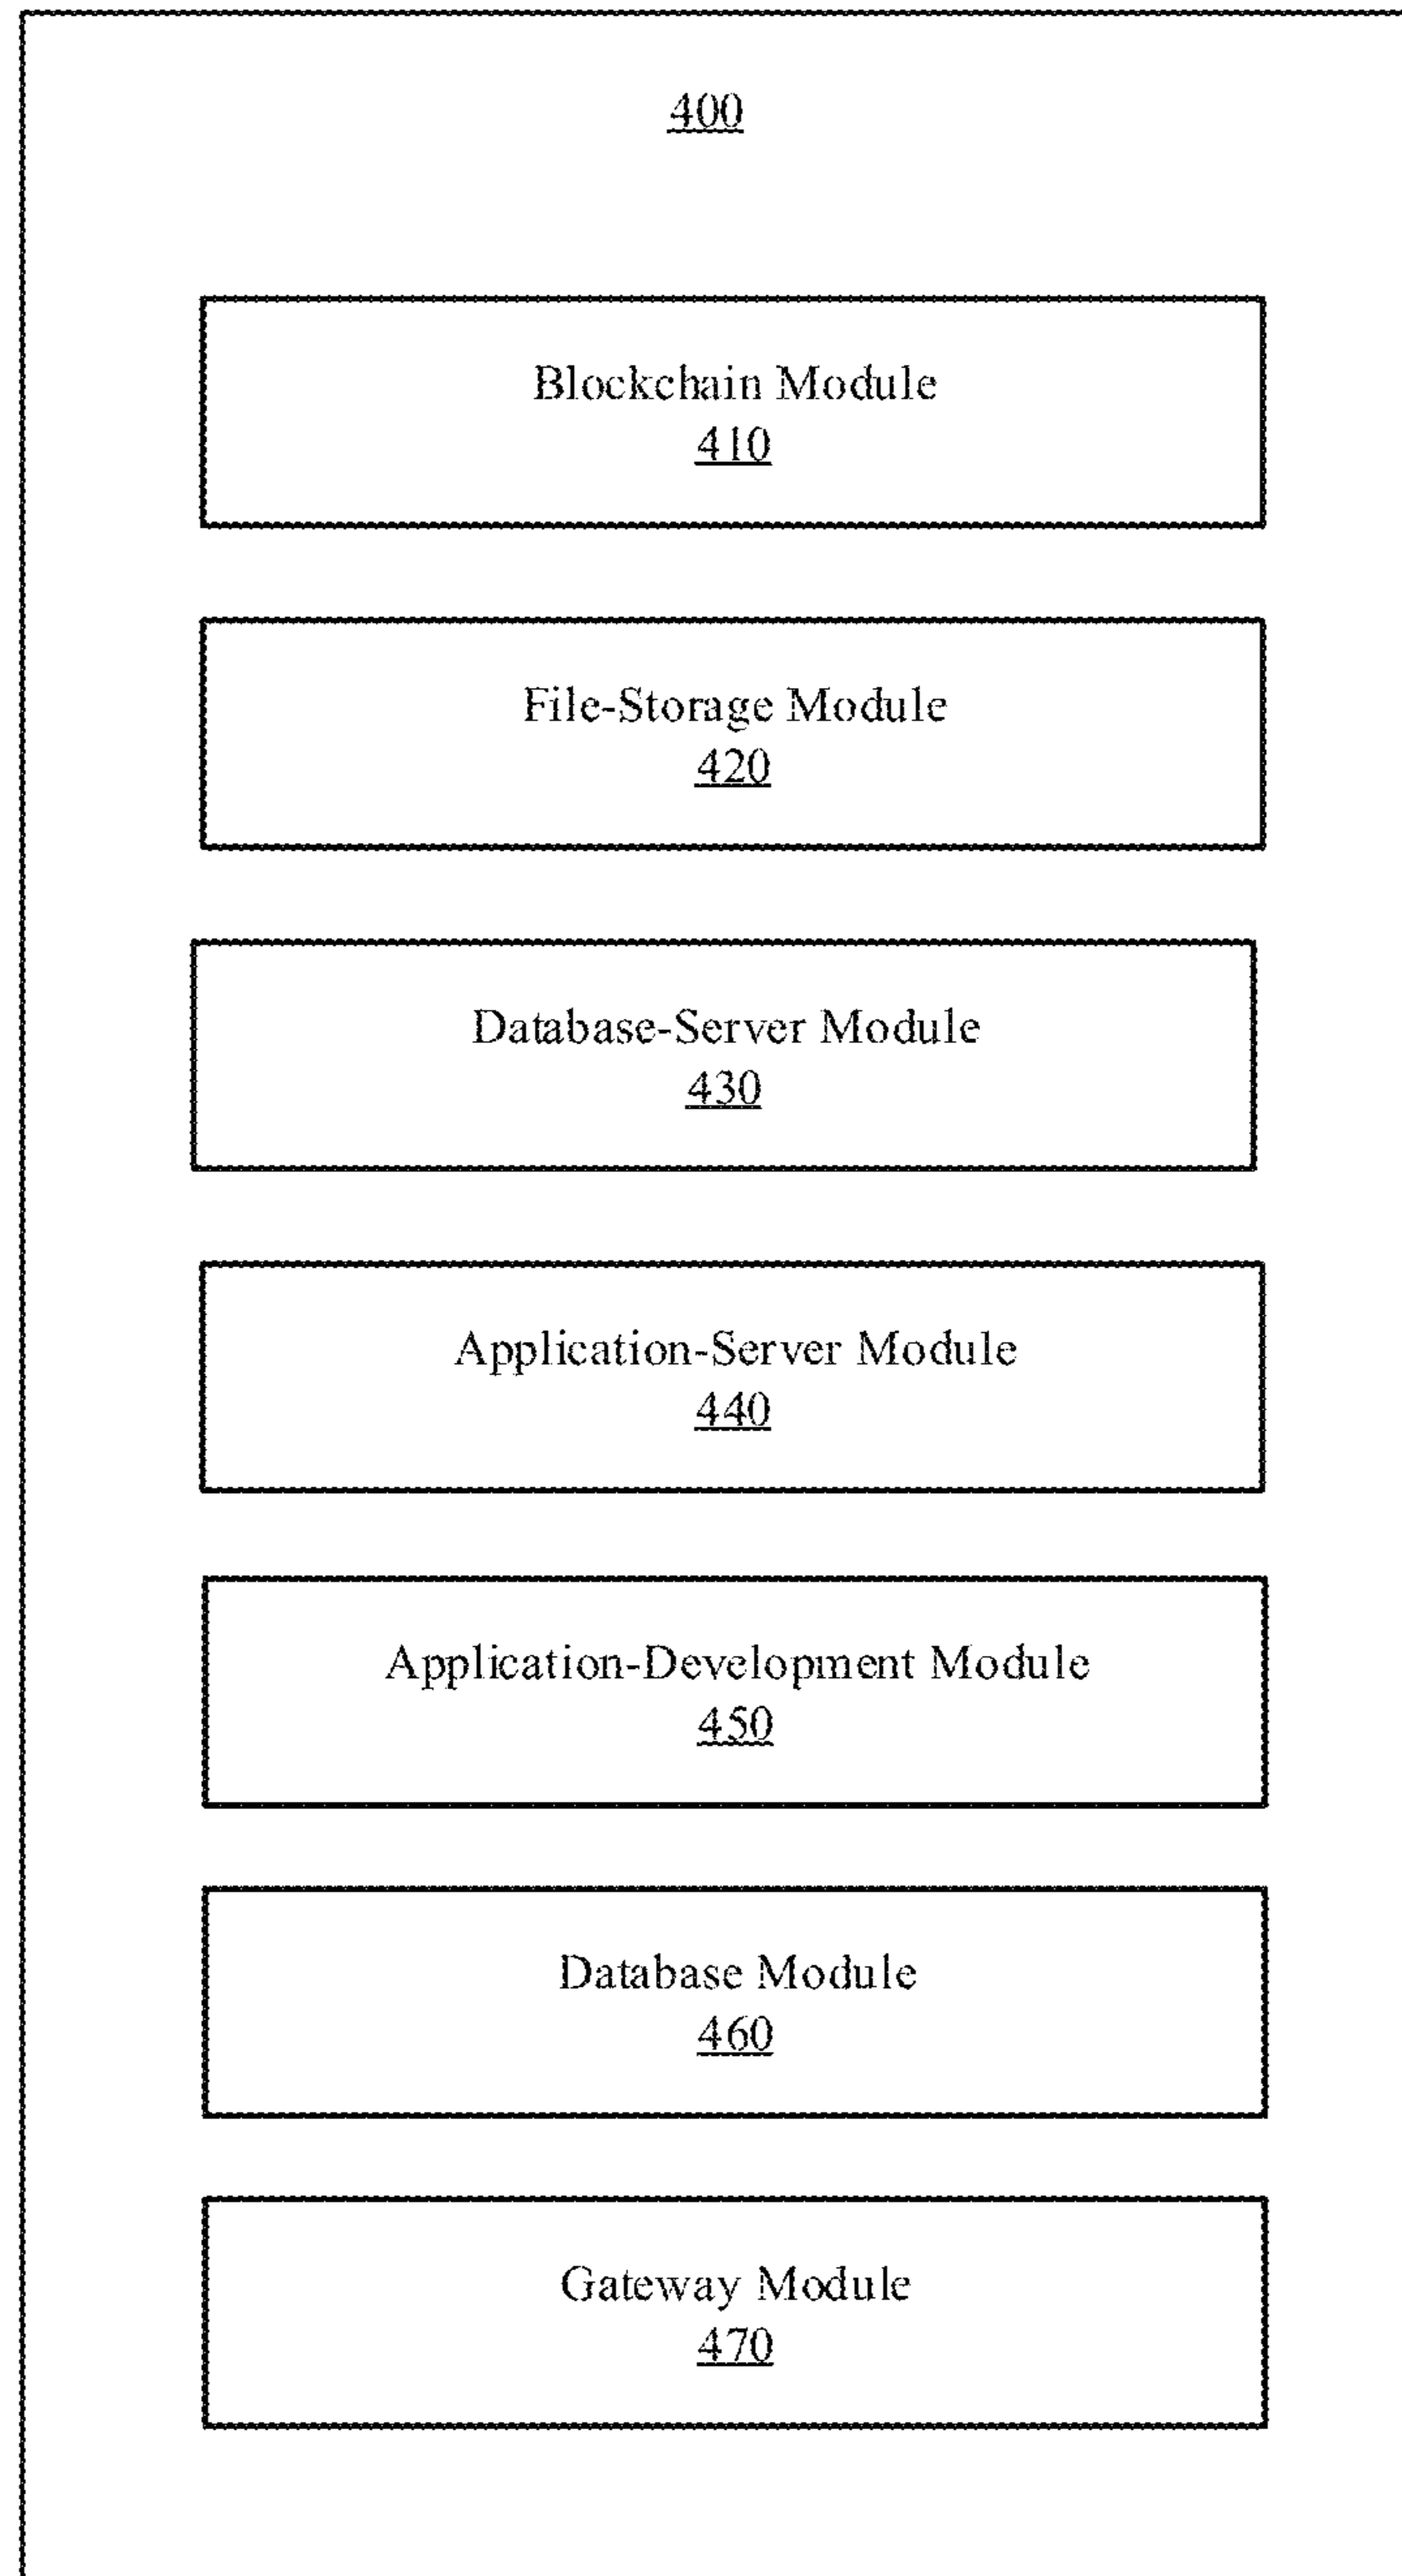 400
Blockchain Module
410
File-Storage Module
420
Database-Server Module
430
Application-Server Module
440
Application-Development Module
450
Database Module
460
Gateway Module
470